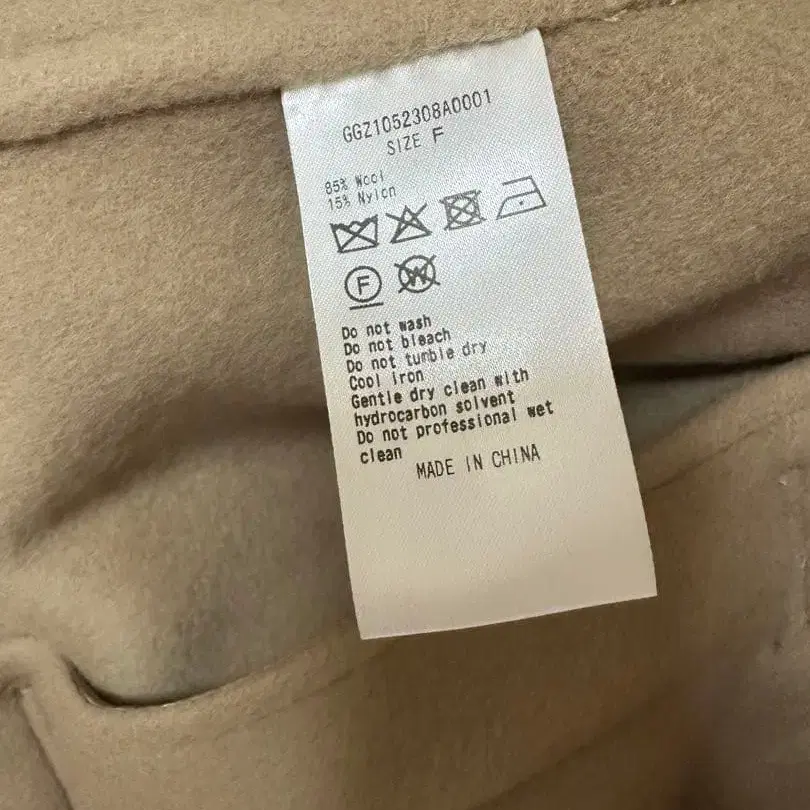 GGZ1052308A0001
SIZE F
85% Wool
15% Nylon
F W
Do not wash
Do not bleach
Do not tumble dry
Cool iron
Gentle dry clean with
hydrocarbon solvent
Do not professional wet
clean
MADE IN CHINA